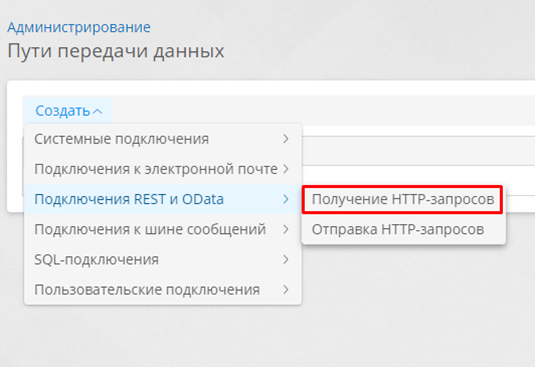 Администрирование
Пути передачи данных
Создать
Системные подключения
Подключения к электронной почте
Подключения REST и OData
Получение HTTP-запросов
Подключения к шине сообщений
Отправка HTTP-запросов
SQL-подключения
Пользовательские подключения